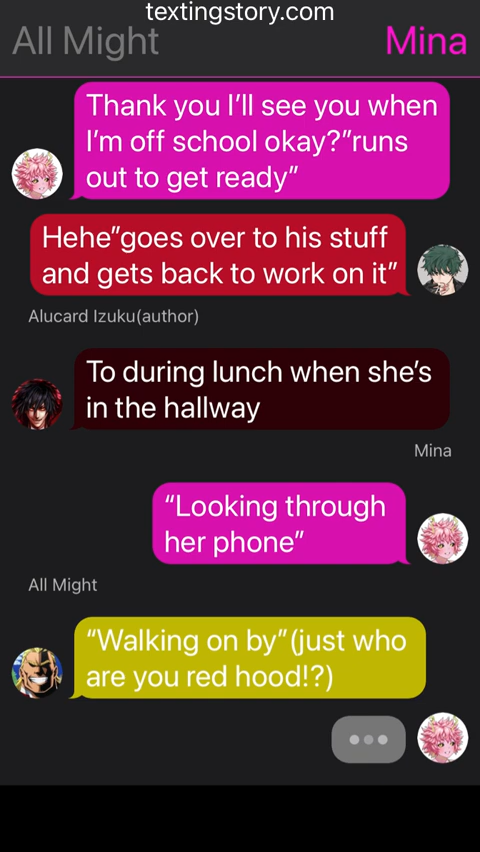 textingstory.com
All Might
Mina
Thank you I’ll see you when
I’m off school okay?”runs
out to get ready”
Hehe”goes over to his stuff
and gets back to work on it”
Alucard Izuku(author)
To during lunch when she’s
in the hallway
Mina
“Looking through
her phone”
All Might
“Walking on by”(just who
are you red hood!?)